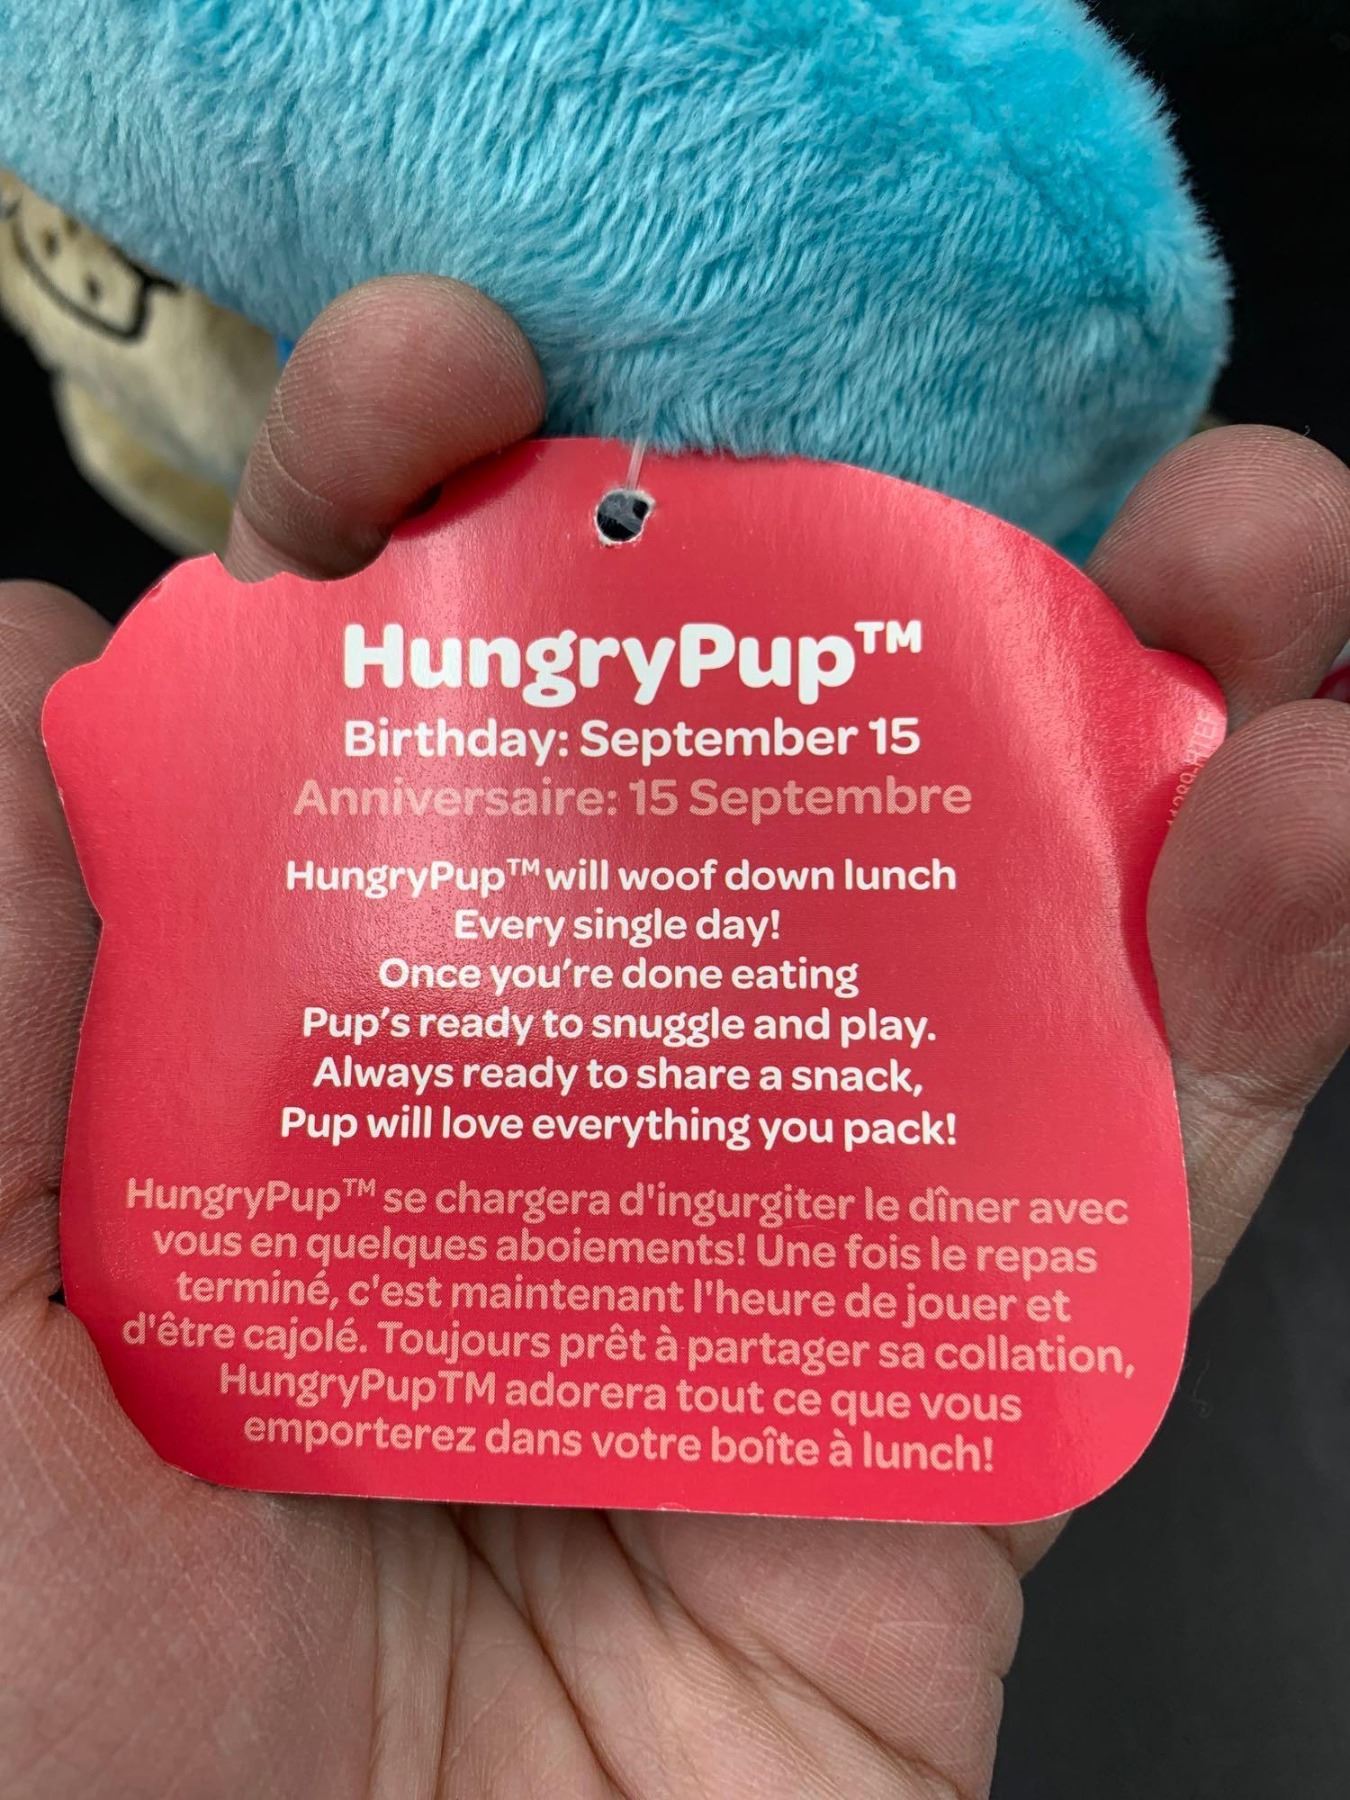 HungryPup™
Birthday: September 15
Anniversaire: 15 Septembre
HungryPup™ will woof down lunch
Every single day!
Once you're done eating
Pup's ready to snuggle and play.
Always ready to share a snack,
Pup will love everything you pack!
HungryPup™ se chargera d'ingurgiter le dîner avec
vous en quelques aboiements! Une fois le repas
terminé, c'est maintenant l'heure de jouer et
d'être cajolé. Toujours prêt à partager sa collation,
HungryPupTM adorera tout ce que vous
emporterez dans votre boîte à lunch!